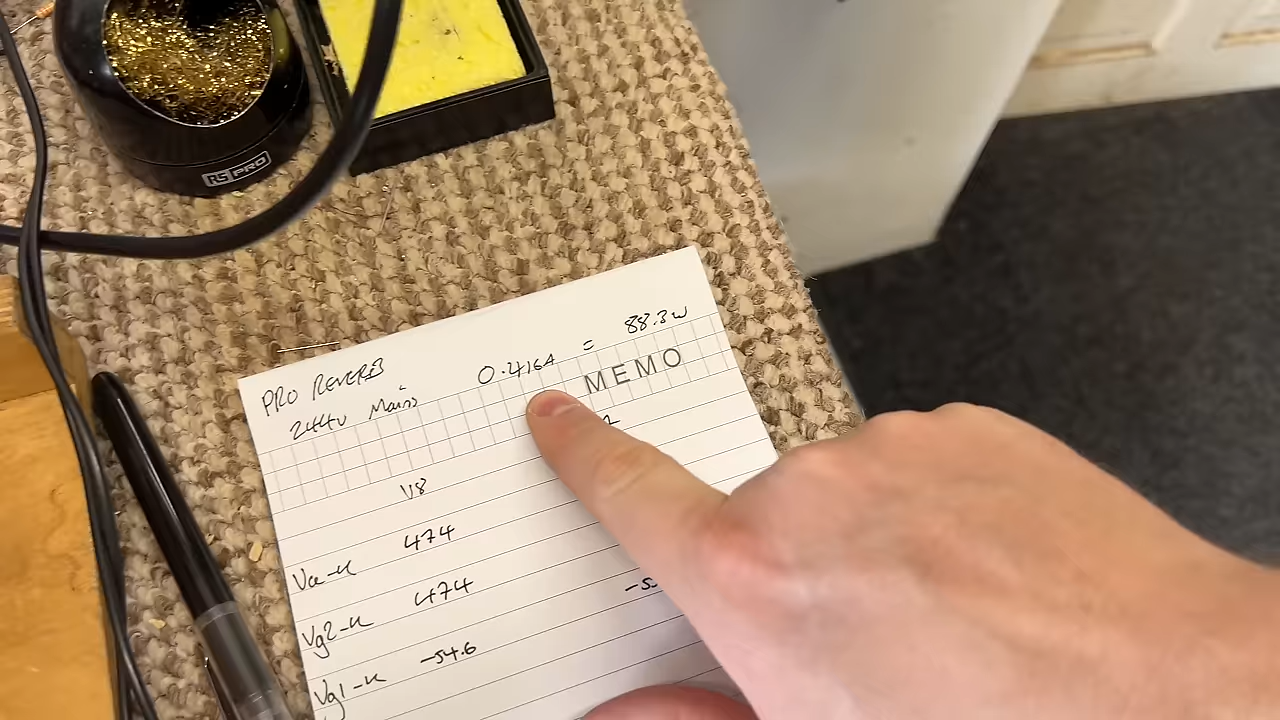 RS PRO
PRO REVERB
244v Mains 0.416A = 88.3W
MEMO
V8
Va-k 474
Vg2-k 474
Vg1-k -54.6